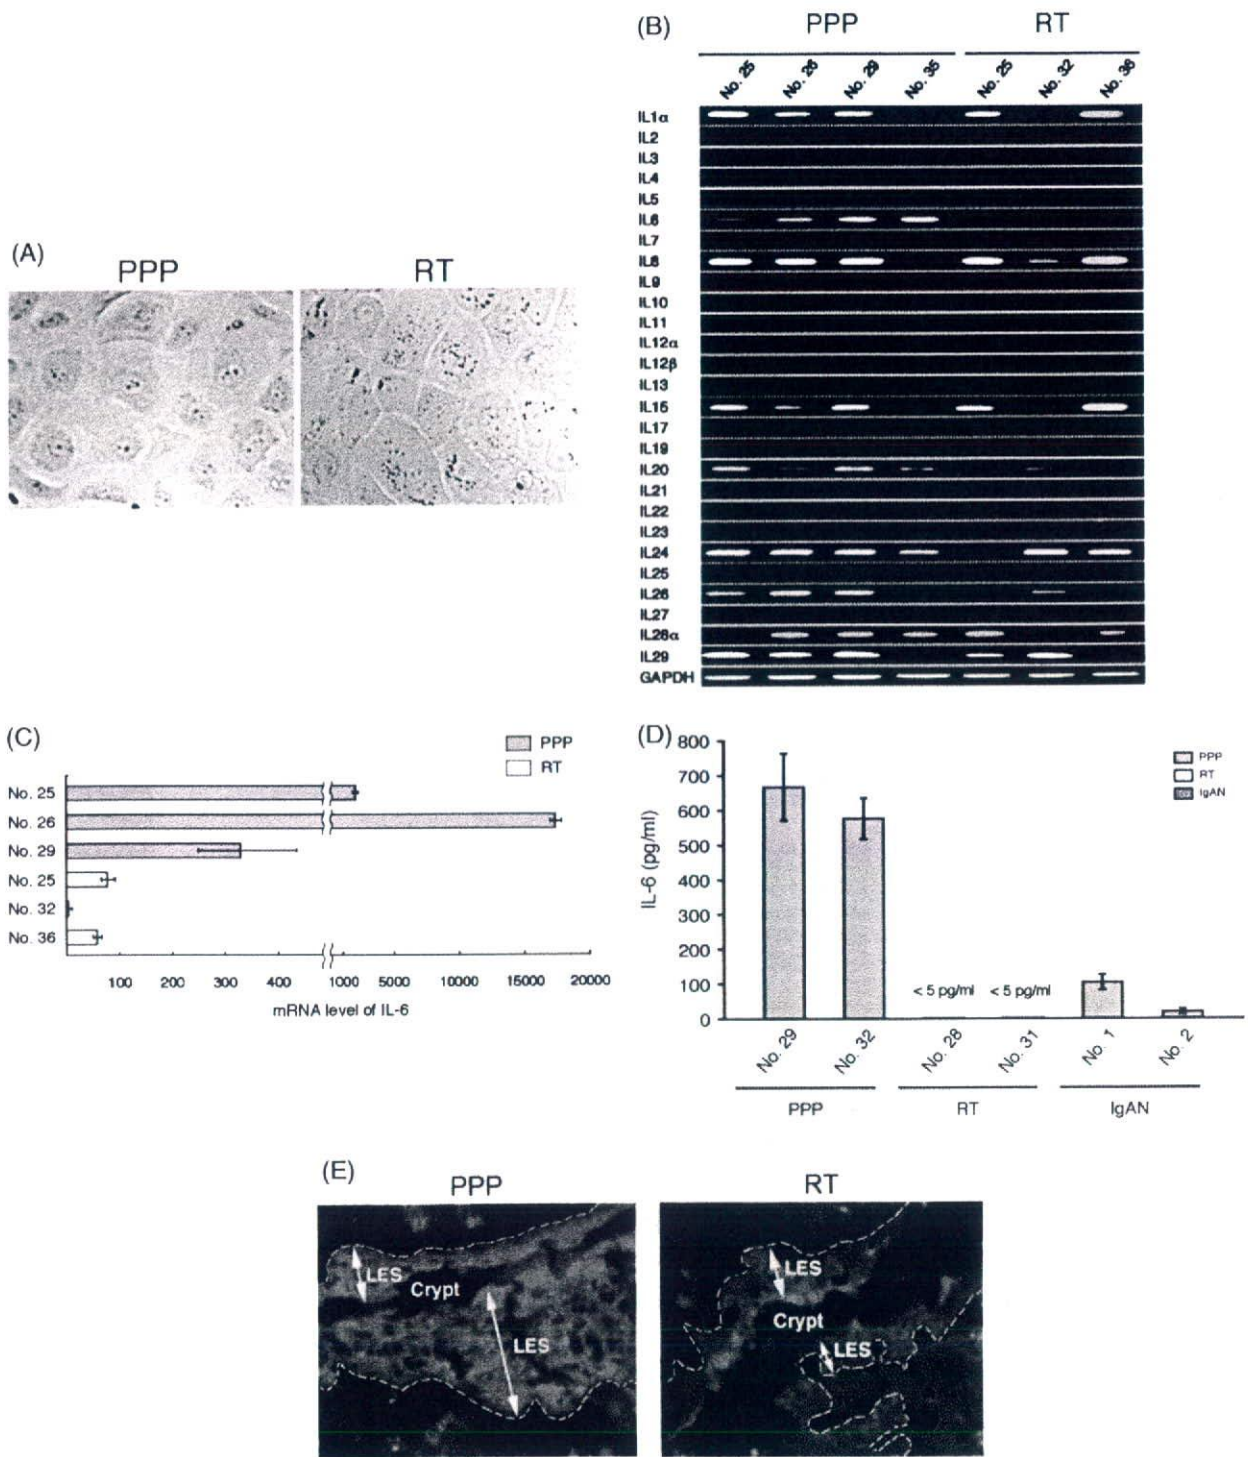 (A)
PPP RT
(B)
PPP RT
No. 25 No. 26 No. 29 No. 35 No. 25 No. 32 No. 36
IL1α
IL2
IL3
IL4
IL5
IL6
IL7
IL8
IL9
IL10
IL11
IL12α
IL12β
IL13
IL15
IL17
IL19
IL20
IL21
IL22
IL23
IL24
IL25
IL26
IL27
IL28α
IL29
GAPDH
(C)
PPP
RT
No. 25
No. 26
No. 29
No. 25
No. 32
No. 36
100 200 300 400 1000 5000 10000 15000 20000
mRNA level of IL-6
(D)
PPP
RT
IgAN
IL-6 (pg/ml)
800
700
600
500
400
300
200
100
0
< 5 pg/ml < 5 pg/ml
No. 29 No. 32 No. 28 No. 31 No. 1 No. 2
PPP RT IgAN
(E)
PPP RT
LES
Crypt
LES
LES
Crypt
LES